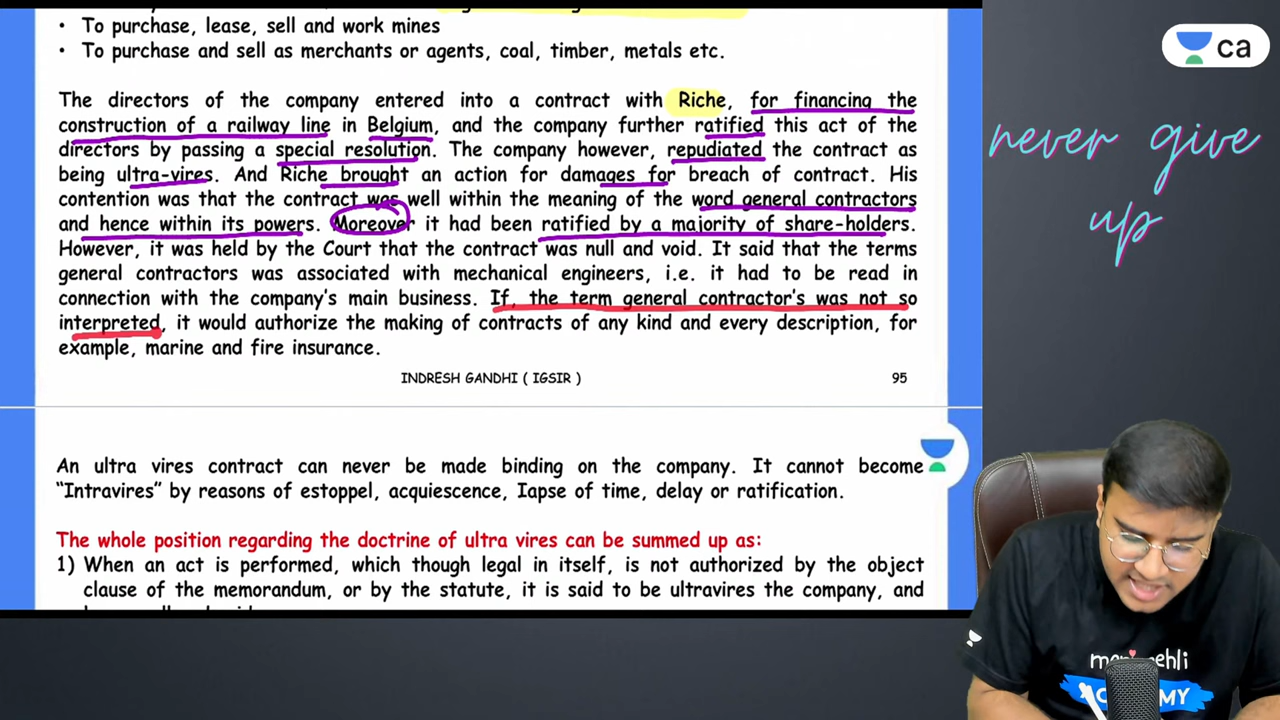 • To purchase, lease, sell and work mines
• To purchase and sell as merchants or agents, coal, timber, metals etc.
The directors of the company entered into a contract with Riche, for financing the
construction of a railway line in Belgium, and the company further ratified this act of the
directors by passing a special resolution. The company however, repudiated the contract as
being ultra-vires. And Riche brought an action for damages for breach of contract. His
contention was that the contract was well within the meaning of the word general contractors
and hence within its powers. Moreover it had been ratified by a majority of share-holders.
However, it was held by the Court that the contract was null and void. It said that the terms
general contractors was associated with mechanical engineers, i.e. it had to be read in
connection with the company's main business. If, the term general contractor's was not so
interpreted, it would authorize the making of contracts of any kind and every description, for
example, marine and fire insurance.
INDRESH GANDHI ( IGSIR ) 95
An ultra vires contract can never be made binding on the company. It cannot become
“Intravires” by reasons of estoppel, acquiescence, Iapse of time, delay or ratification.
The whole position regarding the doctrine of ultra vires can be summed up as:
1) When an act is performed, which though legal in itself, is not authorized by the object
clause of the memorandum, or by the statute, it is said to be ultravires the company, and
ca
never give
up